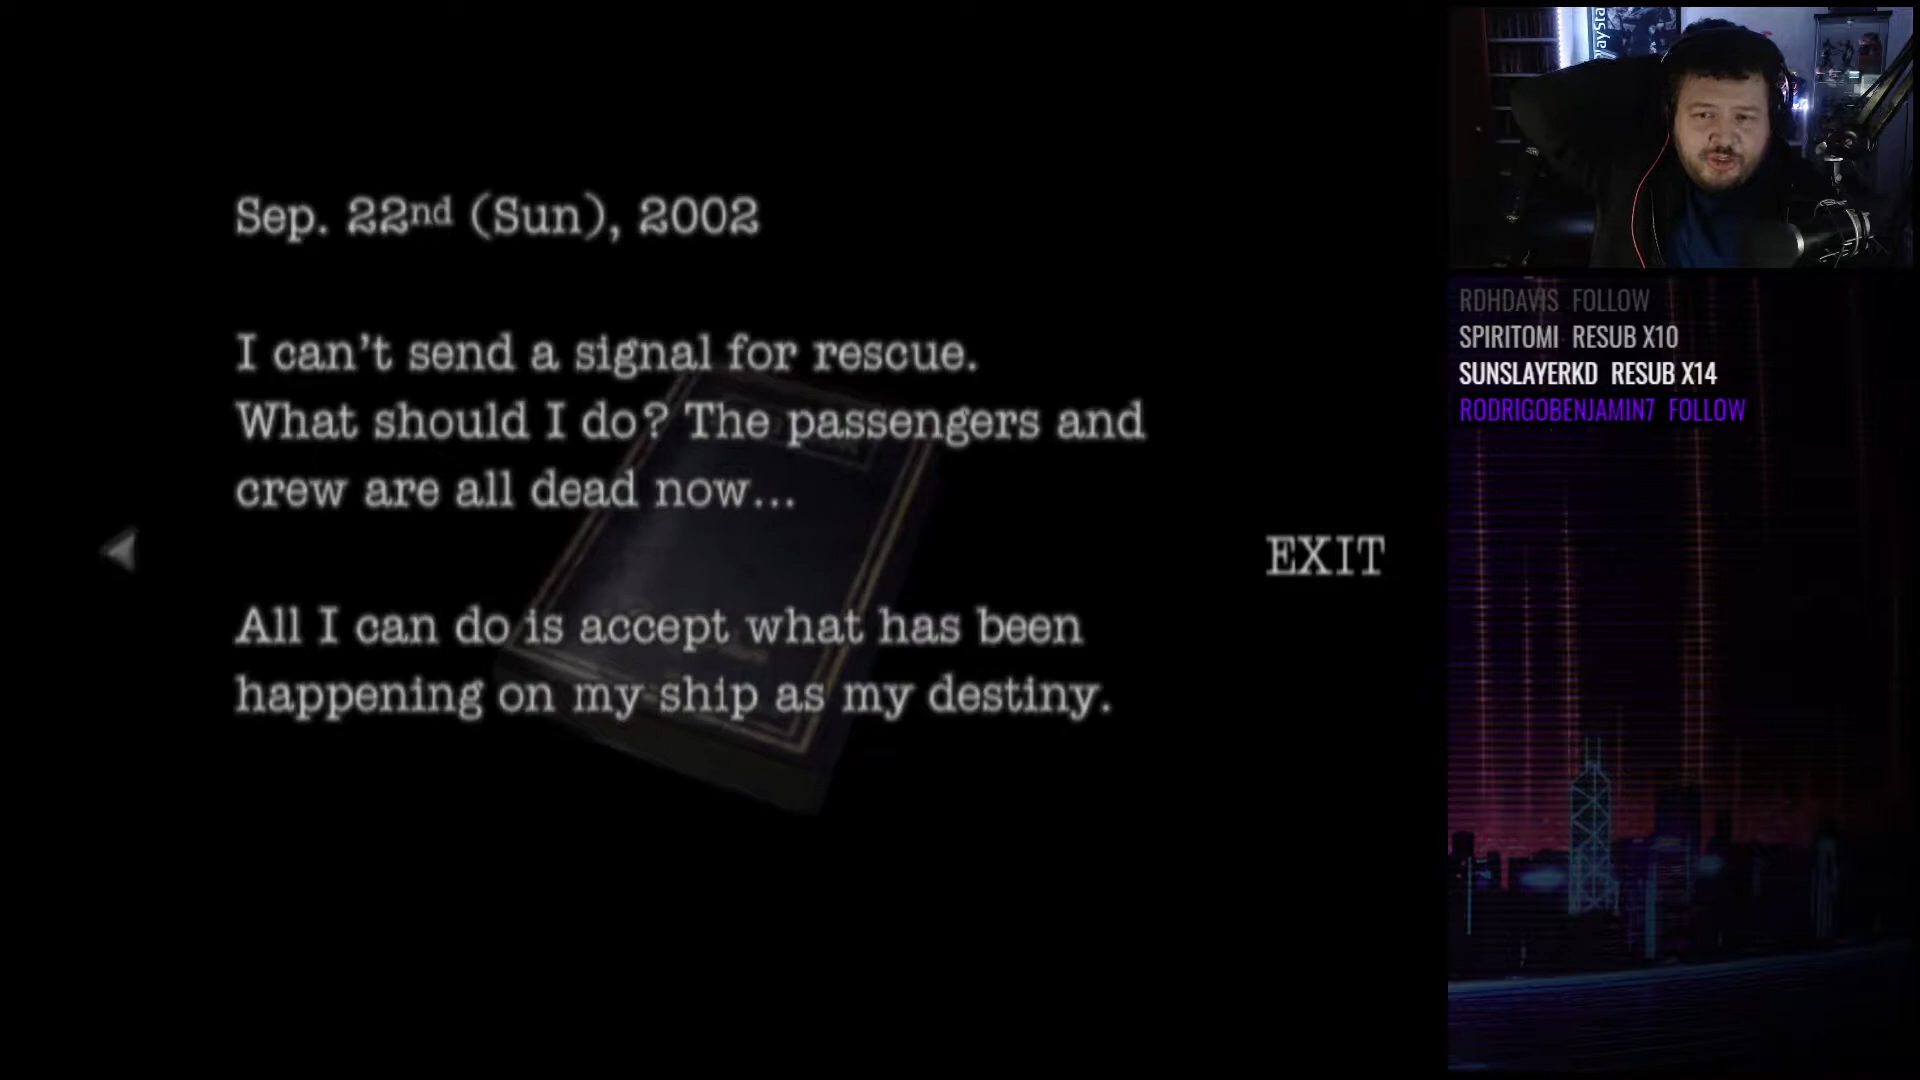 Sep. 22nd (Sun), 2002
I can't send a signal for rescue.
What should I do? The passengers and
crew are all dead now...
All I can do is accept what has been
happening on my ship as my destiny.
EXIT
RDHDAVIS FOLLOW
SPIRITOMI RESUB X10
SUNSLAYERKD RESUB X14
RODRIGOBENJAMIN7 FOLLOW